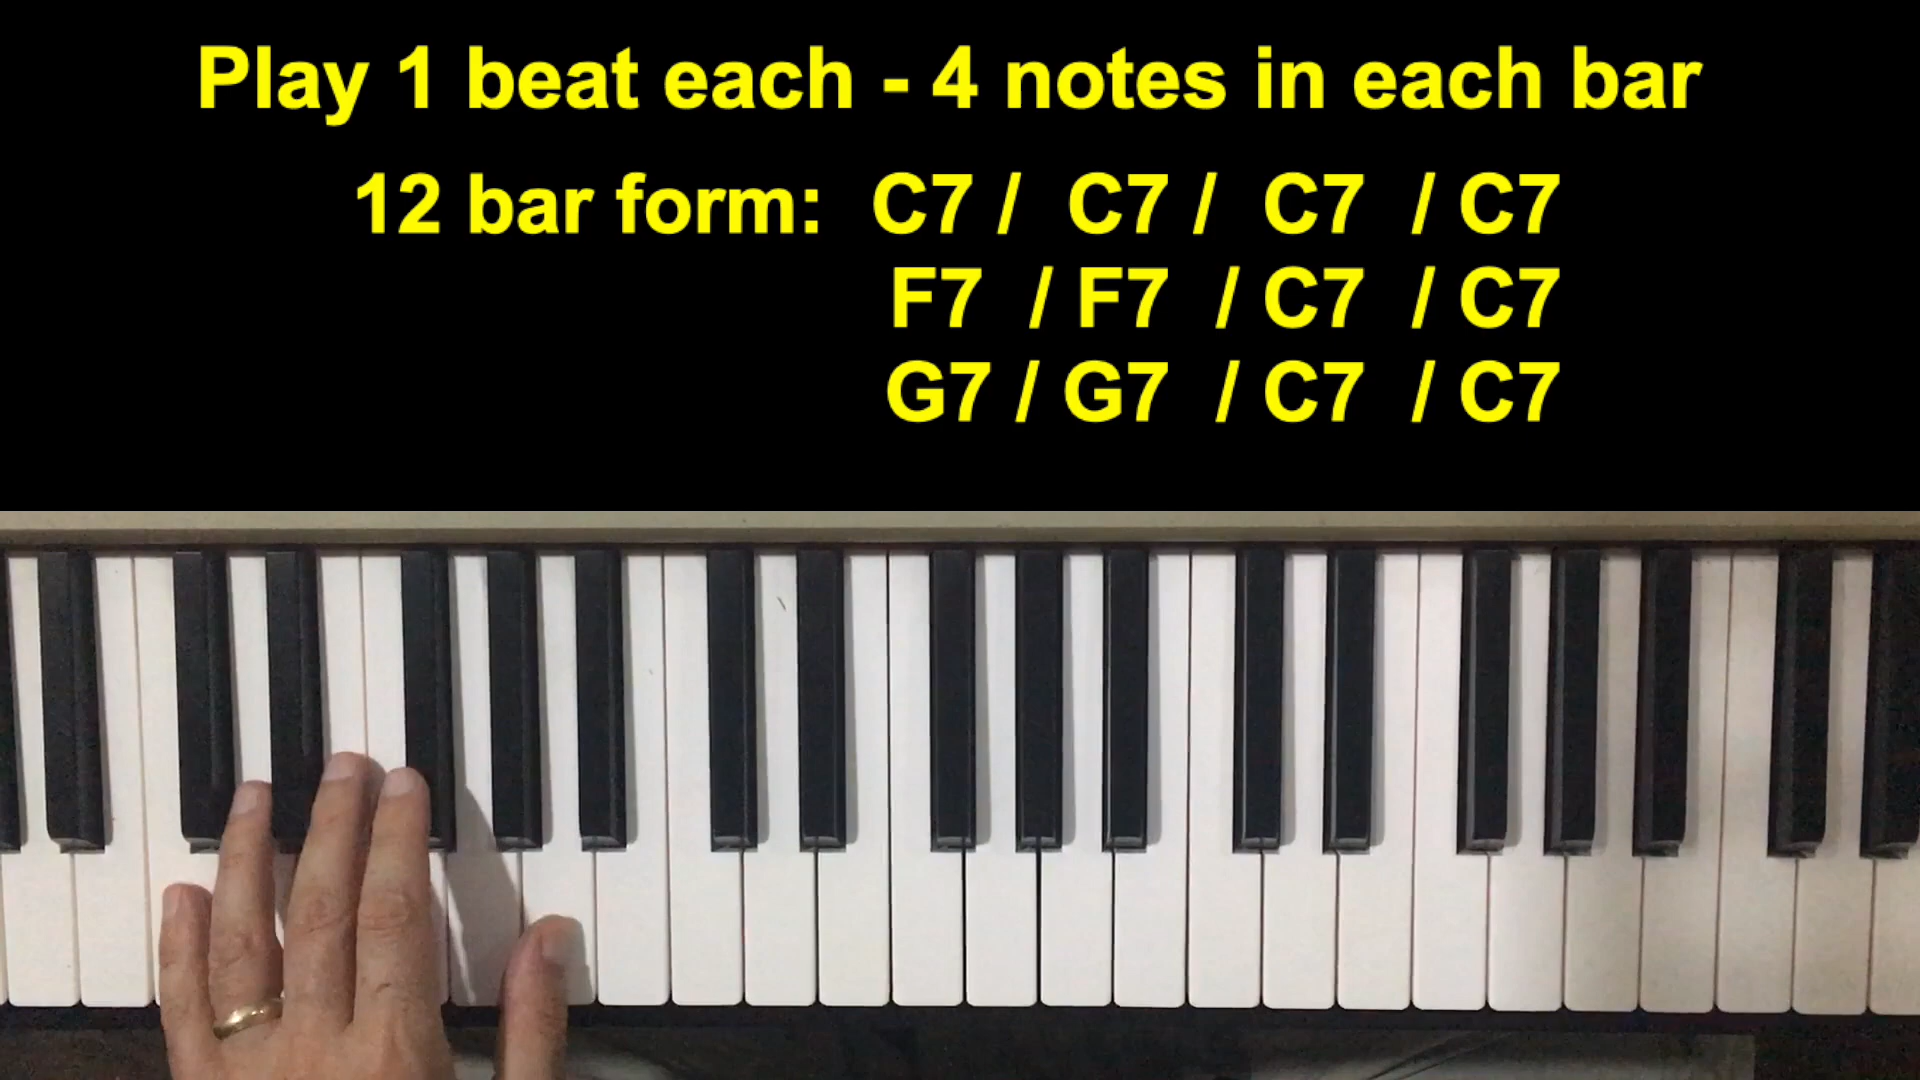 Play 1 beat each - 4 notes in each bar
12 bar form: C7 / C7 / C7 / C7
F7 / F7 / C7 / C7
G7 / G7 / C7 / C7